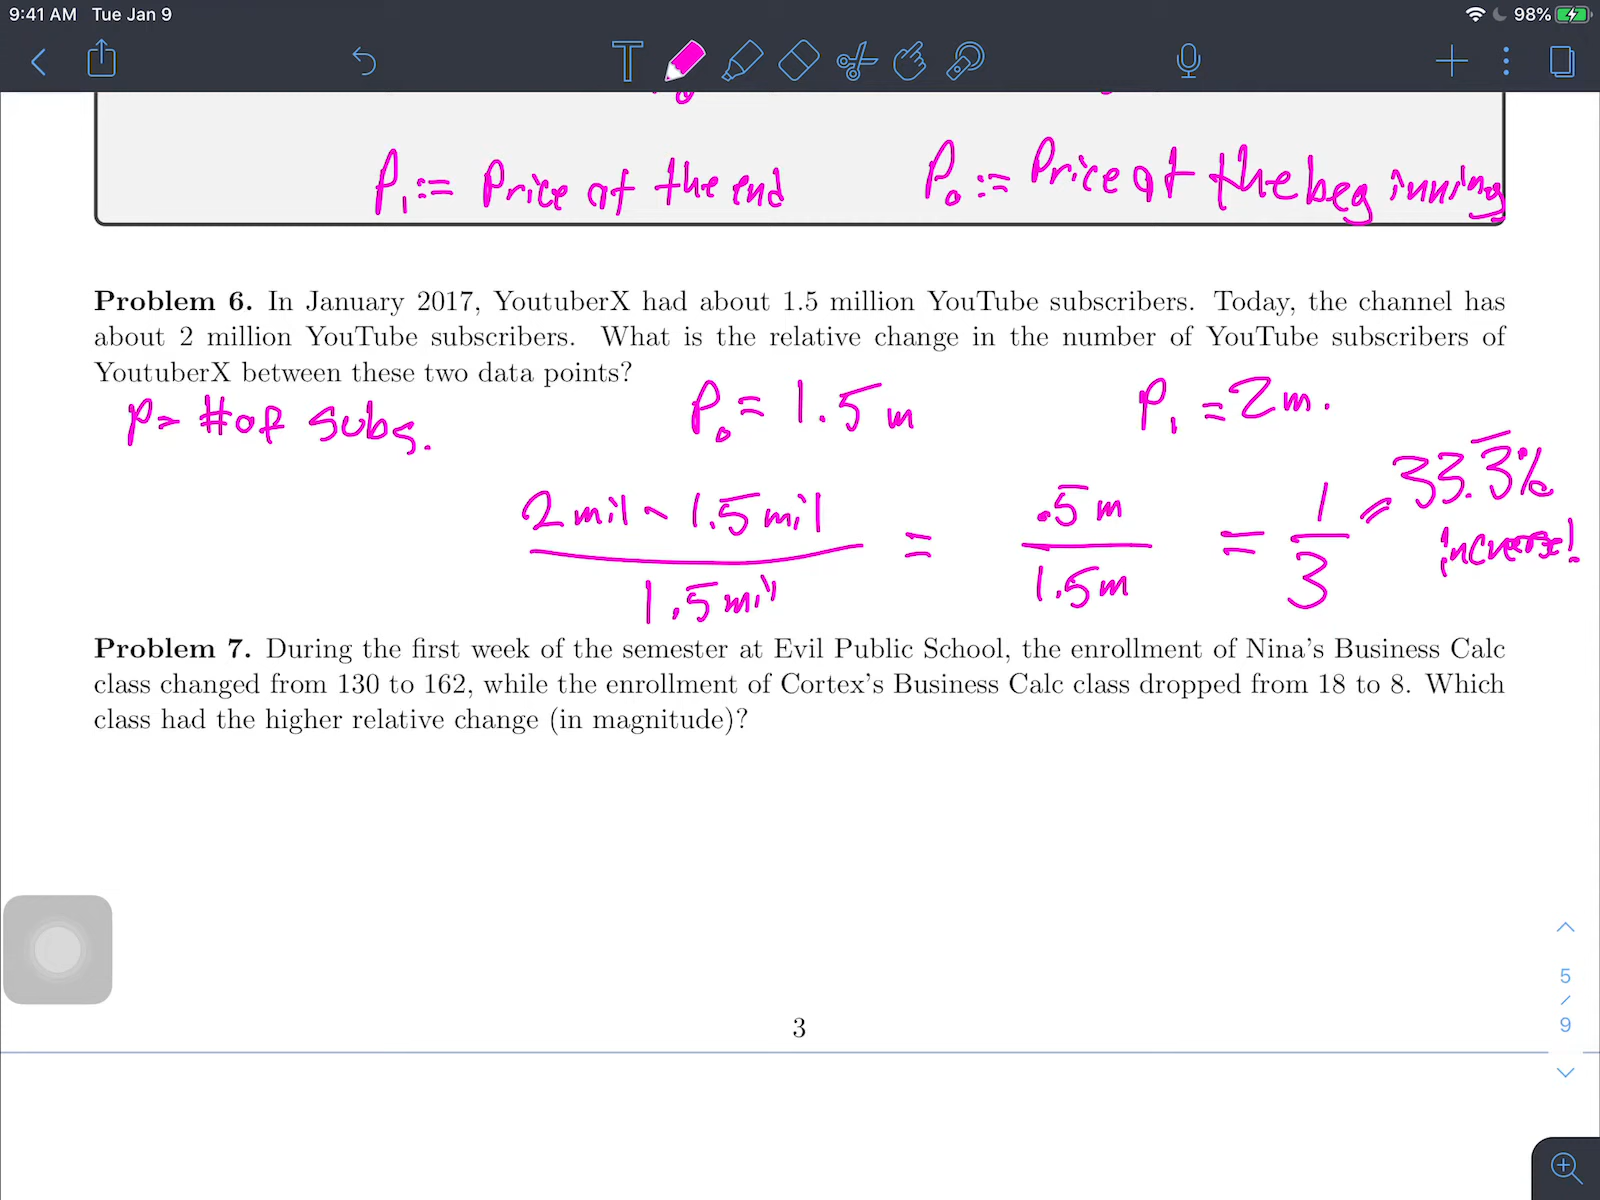 9:41 AM Tue Jan 9
98%
P₁ := Price at the end
P₀ := Price at the beginning
Problem 6. In January 2017, YoutuberX had about 1.5 million YouTube subscribers. Today, the channel has
about 2 million YouTube subscribers. What is the relative change in the number of YouTube subscribers of
YoutuberX between these two data points?
P = # of subs.
P₀ = 1.5 m
P₁ = 2 m.
2 mil - 1.5 mil
1.5 mil
=
.5 m
1.5 m
= 1
3
= 33.3̅%
increase!
Problem 7. During the first week of the semester at Evil Public School, the enrollment of Nina's Business Calc
class changed from 130 to 162, while the enrollment of Cortex's Business Calc class dropped from 18 to 8. Which
class had the higher relative change (in magnitude)?
5
/
9
3